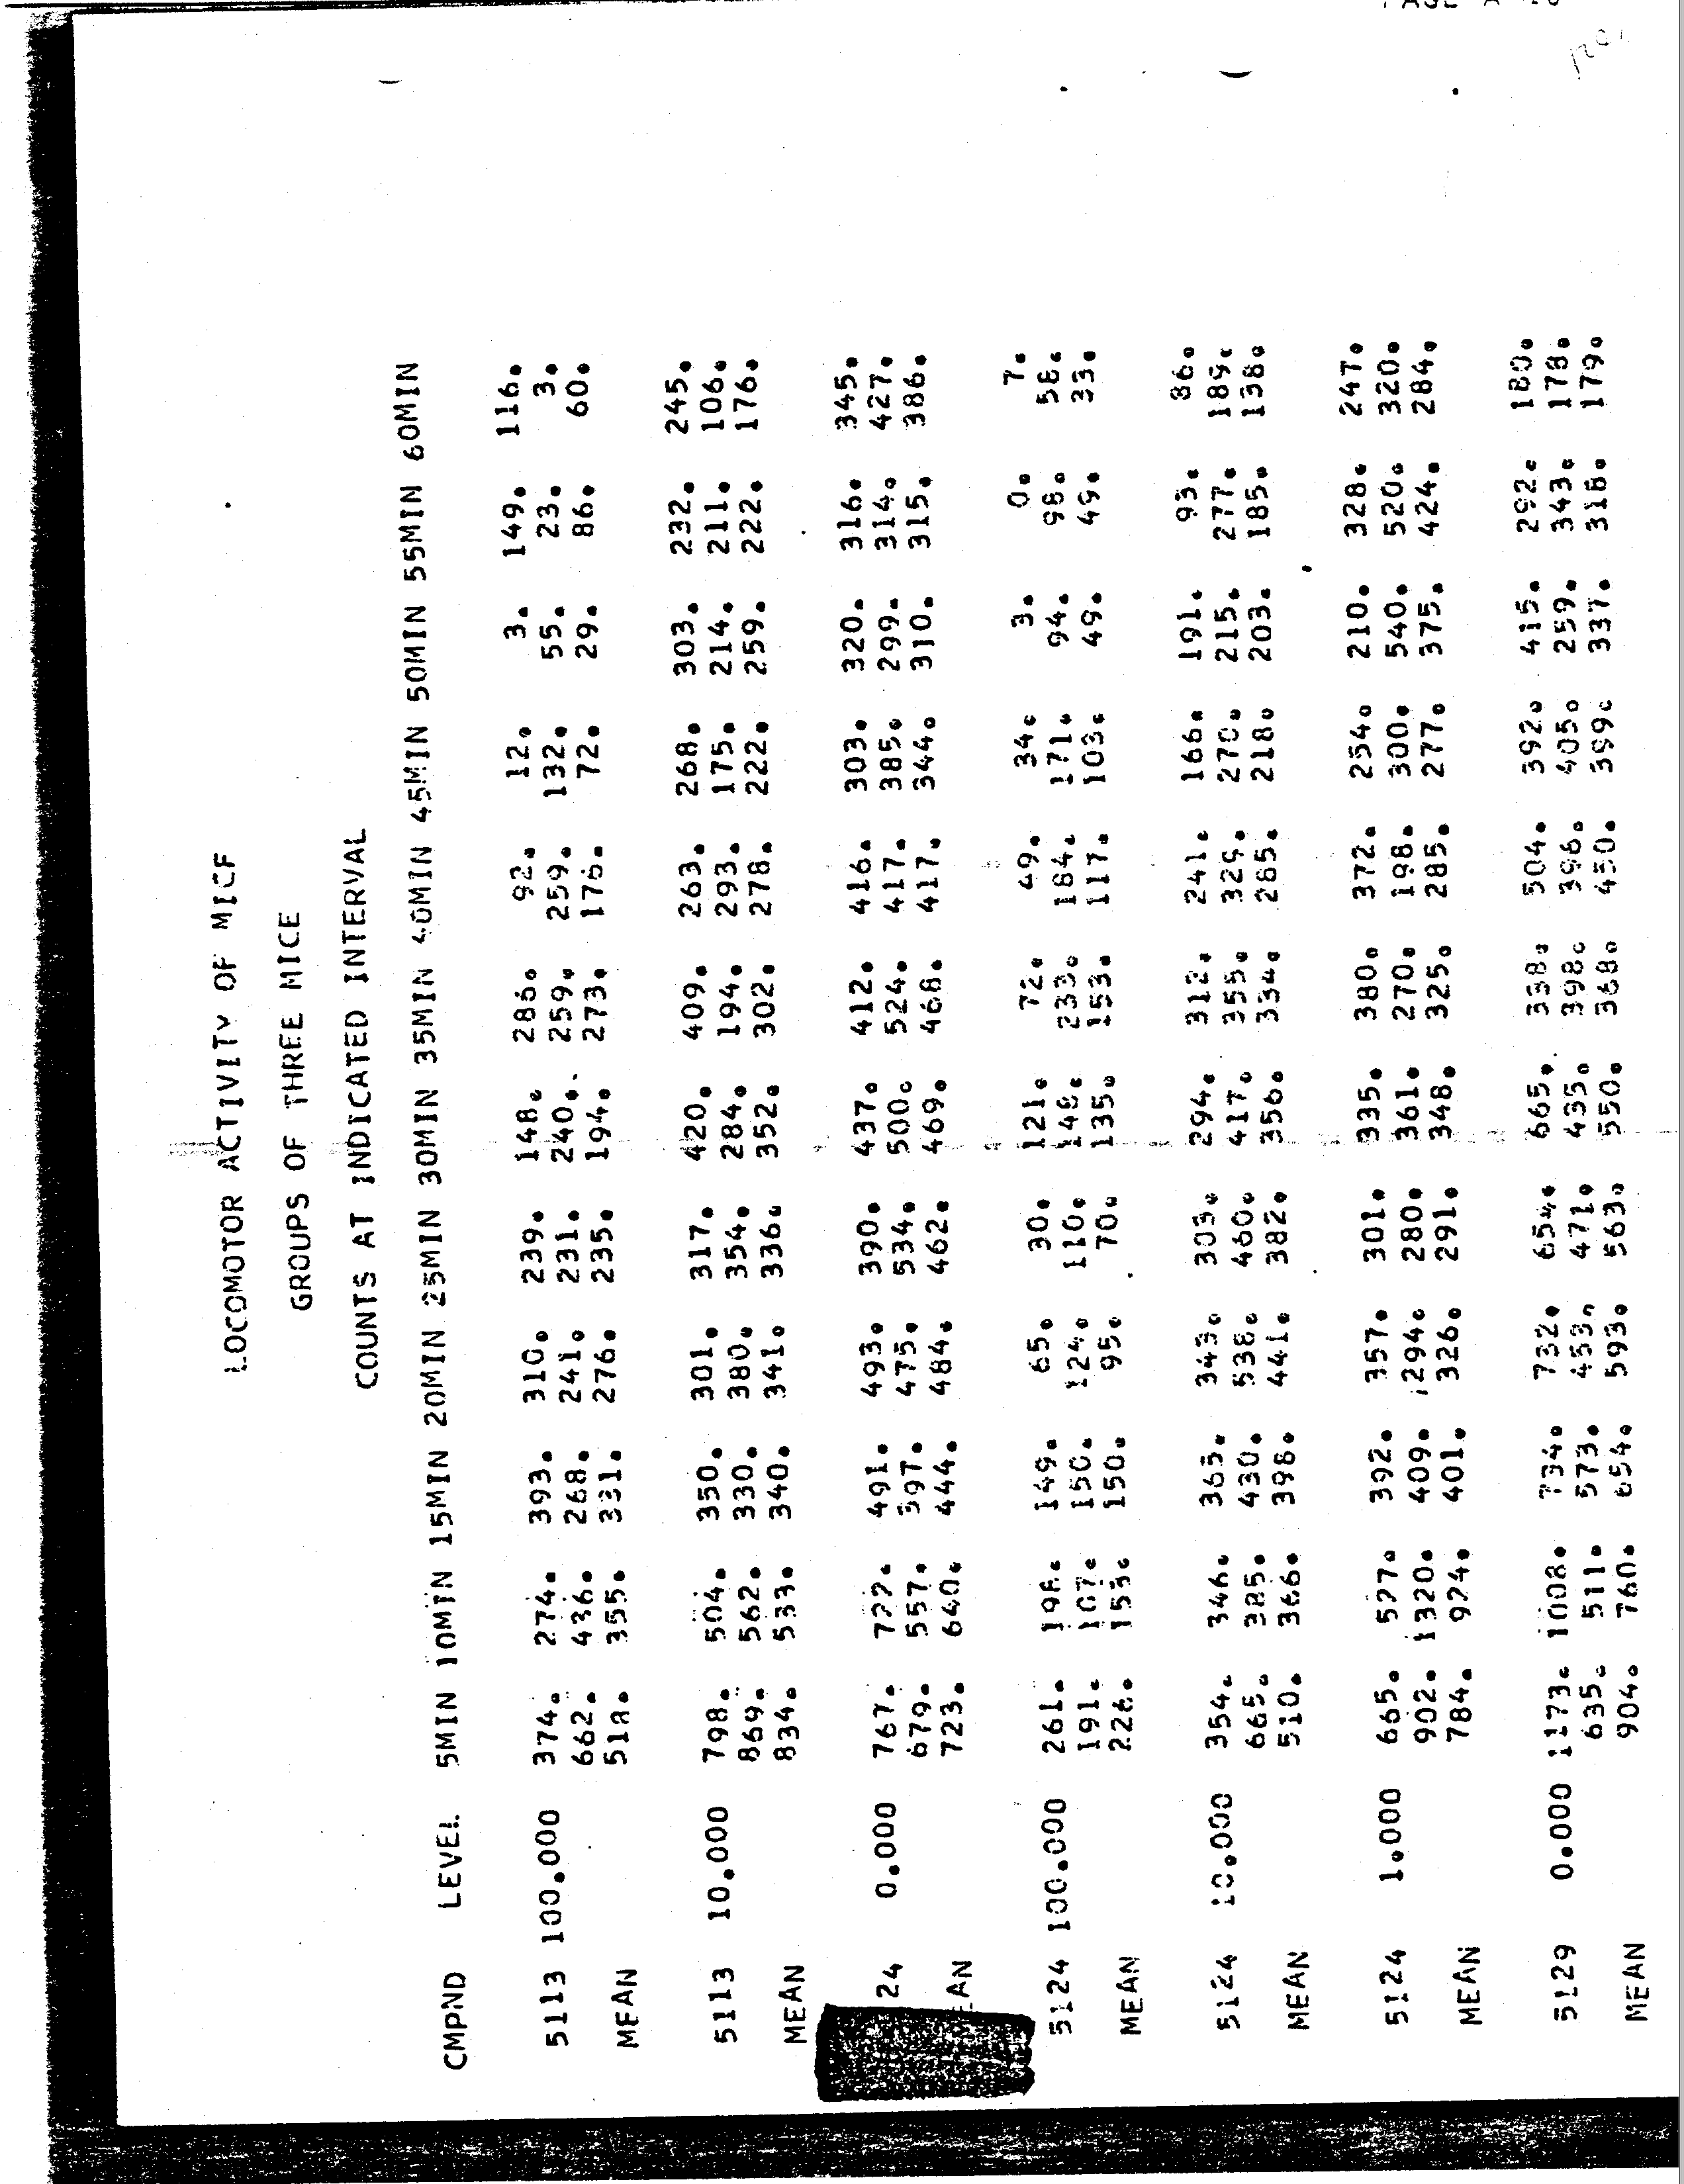 LOCOMOTOR ACTIVITY OF MICF
GROUPS OF THREE MICE
COUNTS AT INDICATED INTERVAL
CMPND LEVEL 5MIN 10MIN 15MIN 20MIN 25MIN 30MIN 35MIN 40MIN 45MIN 50MIN 55MIN 60MIN
5113 100.000 374. 274. 393. 310. 239. 148. 286. 92. 12. 3. 149. 116.
662. 436. 268. 241. 231. 240. 259. 259. 132. 55. 23. 3.
MEAN 518. 355. 331. 276. 235. 194. 273. 176. 72. 29. 86. 60.
5113 10.000 798. 504. 350. 301. 317. 420. 409. 263. 268. 303. 232. 245.
869. 562. 330. 380. 354. 284. 194. 293. 175. 214. 211. 106.
MEAN 834. 533. 340. 341. 336. 352. 302. 278. 222. 259. 222. 176.
24 0.000 767. 722. 491. 493. 390. 437. 412. 416. 303. 320. 316. 345.
679. 557. 397. 475. 534. 500. 524. 417. 385. 299. 314. 427.
EAN 723. 640. 444. 484. 462. 469. 468. 417. 344. 310. 315. 386.
5124 100.000 261. 198. 149. 65. 30. 121. 72. 49. 34. 3. 0. 7.
191. 107. 150. 124. 110. 148. 233. 184. 171. 94. 98. 58.
MEAN 226. 153. 150. 95. 70. 135. 153. 117. 103. 49. 49. 33.
5124 10.000 354. 346. 365. 343. 303. 294. 312. 241. 166. 191. 93. 86.
665. 385. 430. 538. 460. 417. 355. 329. 270. 215. 277. 189.
MEAN 510. 366. 398. 441. 382. 356. 334. 285. 218. 203. 185. 138.
5124 1.000 665. 527. 392. 357. 301. 335. 380. 372. 254. 210. 328. 247.
902. 1320. 409. 294. 280. 361. 270. 198. 300. 540. 520. 320.
MEAN 784. 924. 401. 326. 291. 348. 325. 285. 277. 375. 424. 284.
5129 0.000 1173. 1008. 734. 732. 654. 665. 338. 504. 392. 415. 292. 180.
635. 511. 573. 453. 471. 435. 398. 396. 405. 259. 343. 178.
MEAN 904. 760. 654. 593. 563. 550. 368. 450. 399. 337. 318. 179.